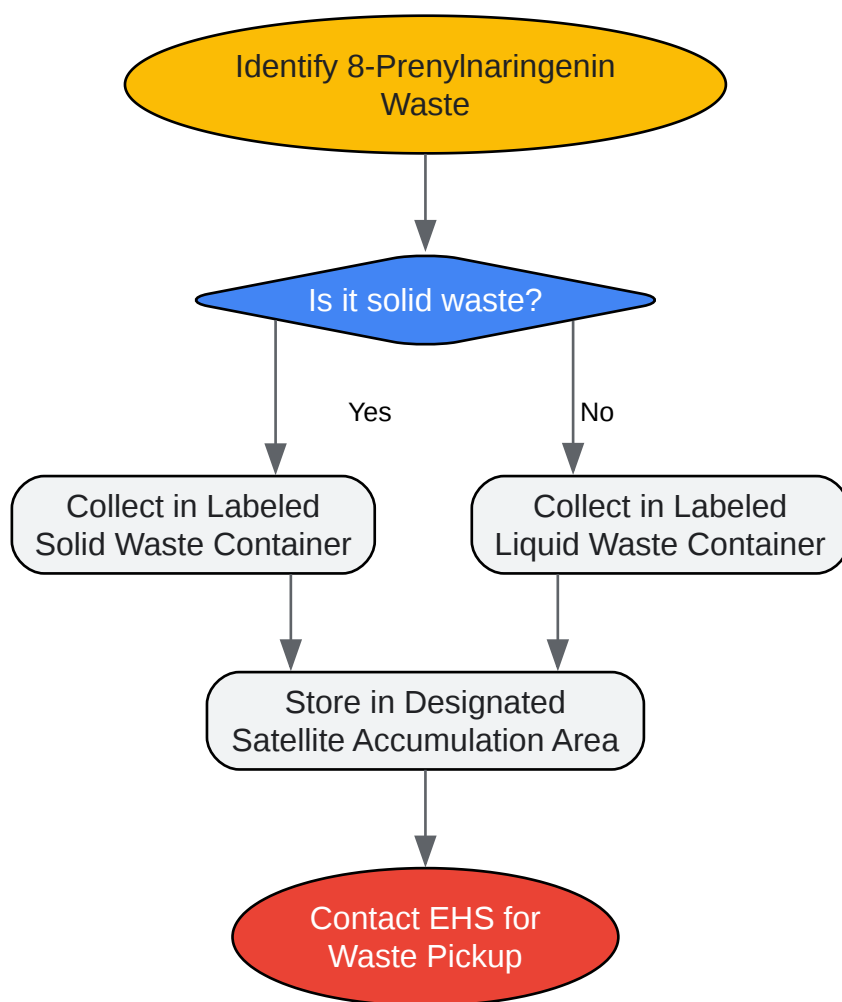 Identify 8-Prenylnaringenin
Waste
Is it solid waste?
Yes
No
Collect in Labeled
Solid Waste Container
Collect in Labeled
Liquid Waste Container
Store in Designated
Satellite Accumulation Area
Contact EHS for
Waste Pickup